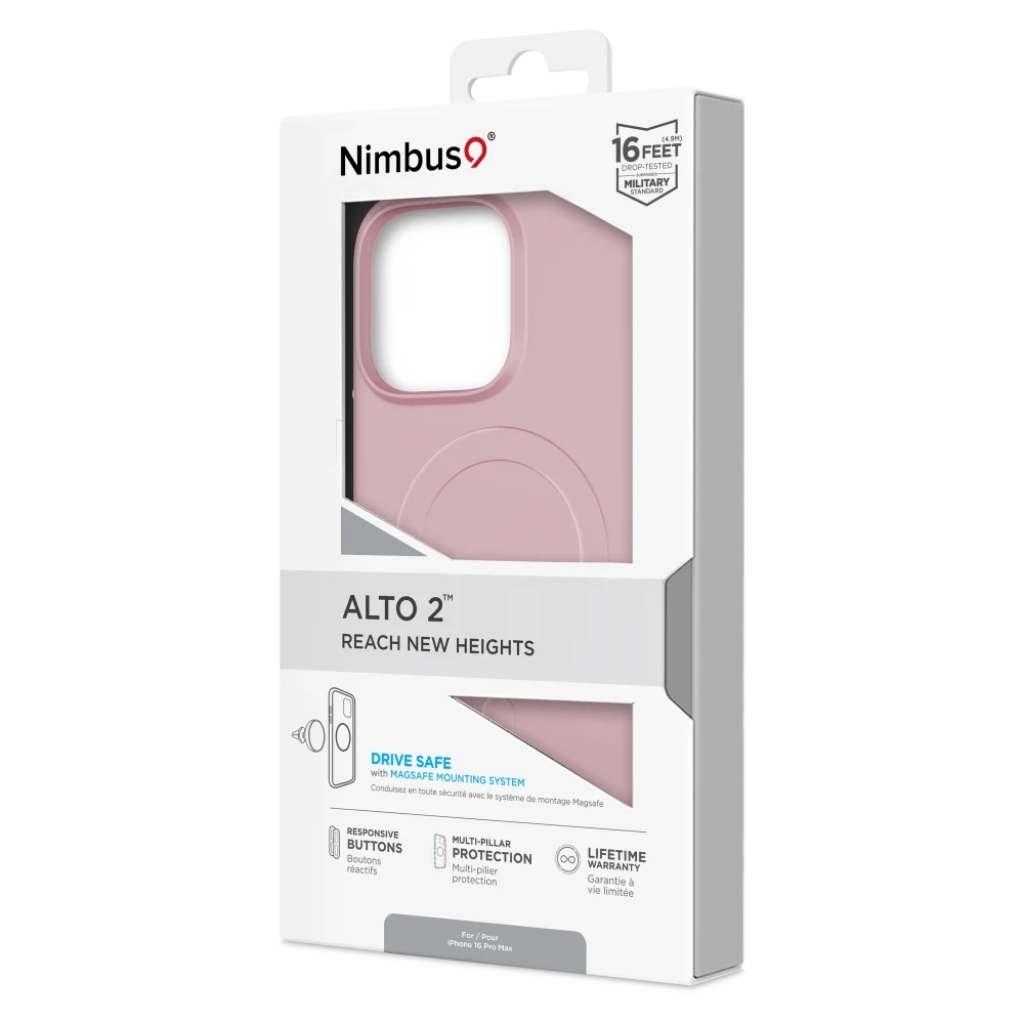 Nimbus9®
(4.9M)
16 FEET
DROP-TESTED
SURPASSES
MILITARY
STANDARD
ALTO 2™
REACH NEW HEIGHTS
DRIVE SAFE
with MAGSAFE MOUNTING SYSTEM
Conduisez en toute sécurité avec le système de montage Magsafe
RESPONSIVE
BUTTONS
Boutons
réactifs
MULTI-PILLAR
PROTECTION
Multi-pilier
protection
LIFETIME
WARRANTY
Garantie à
vie limitée
For / Pour
iPhone 16 Pro Max